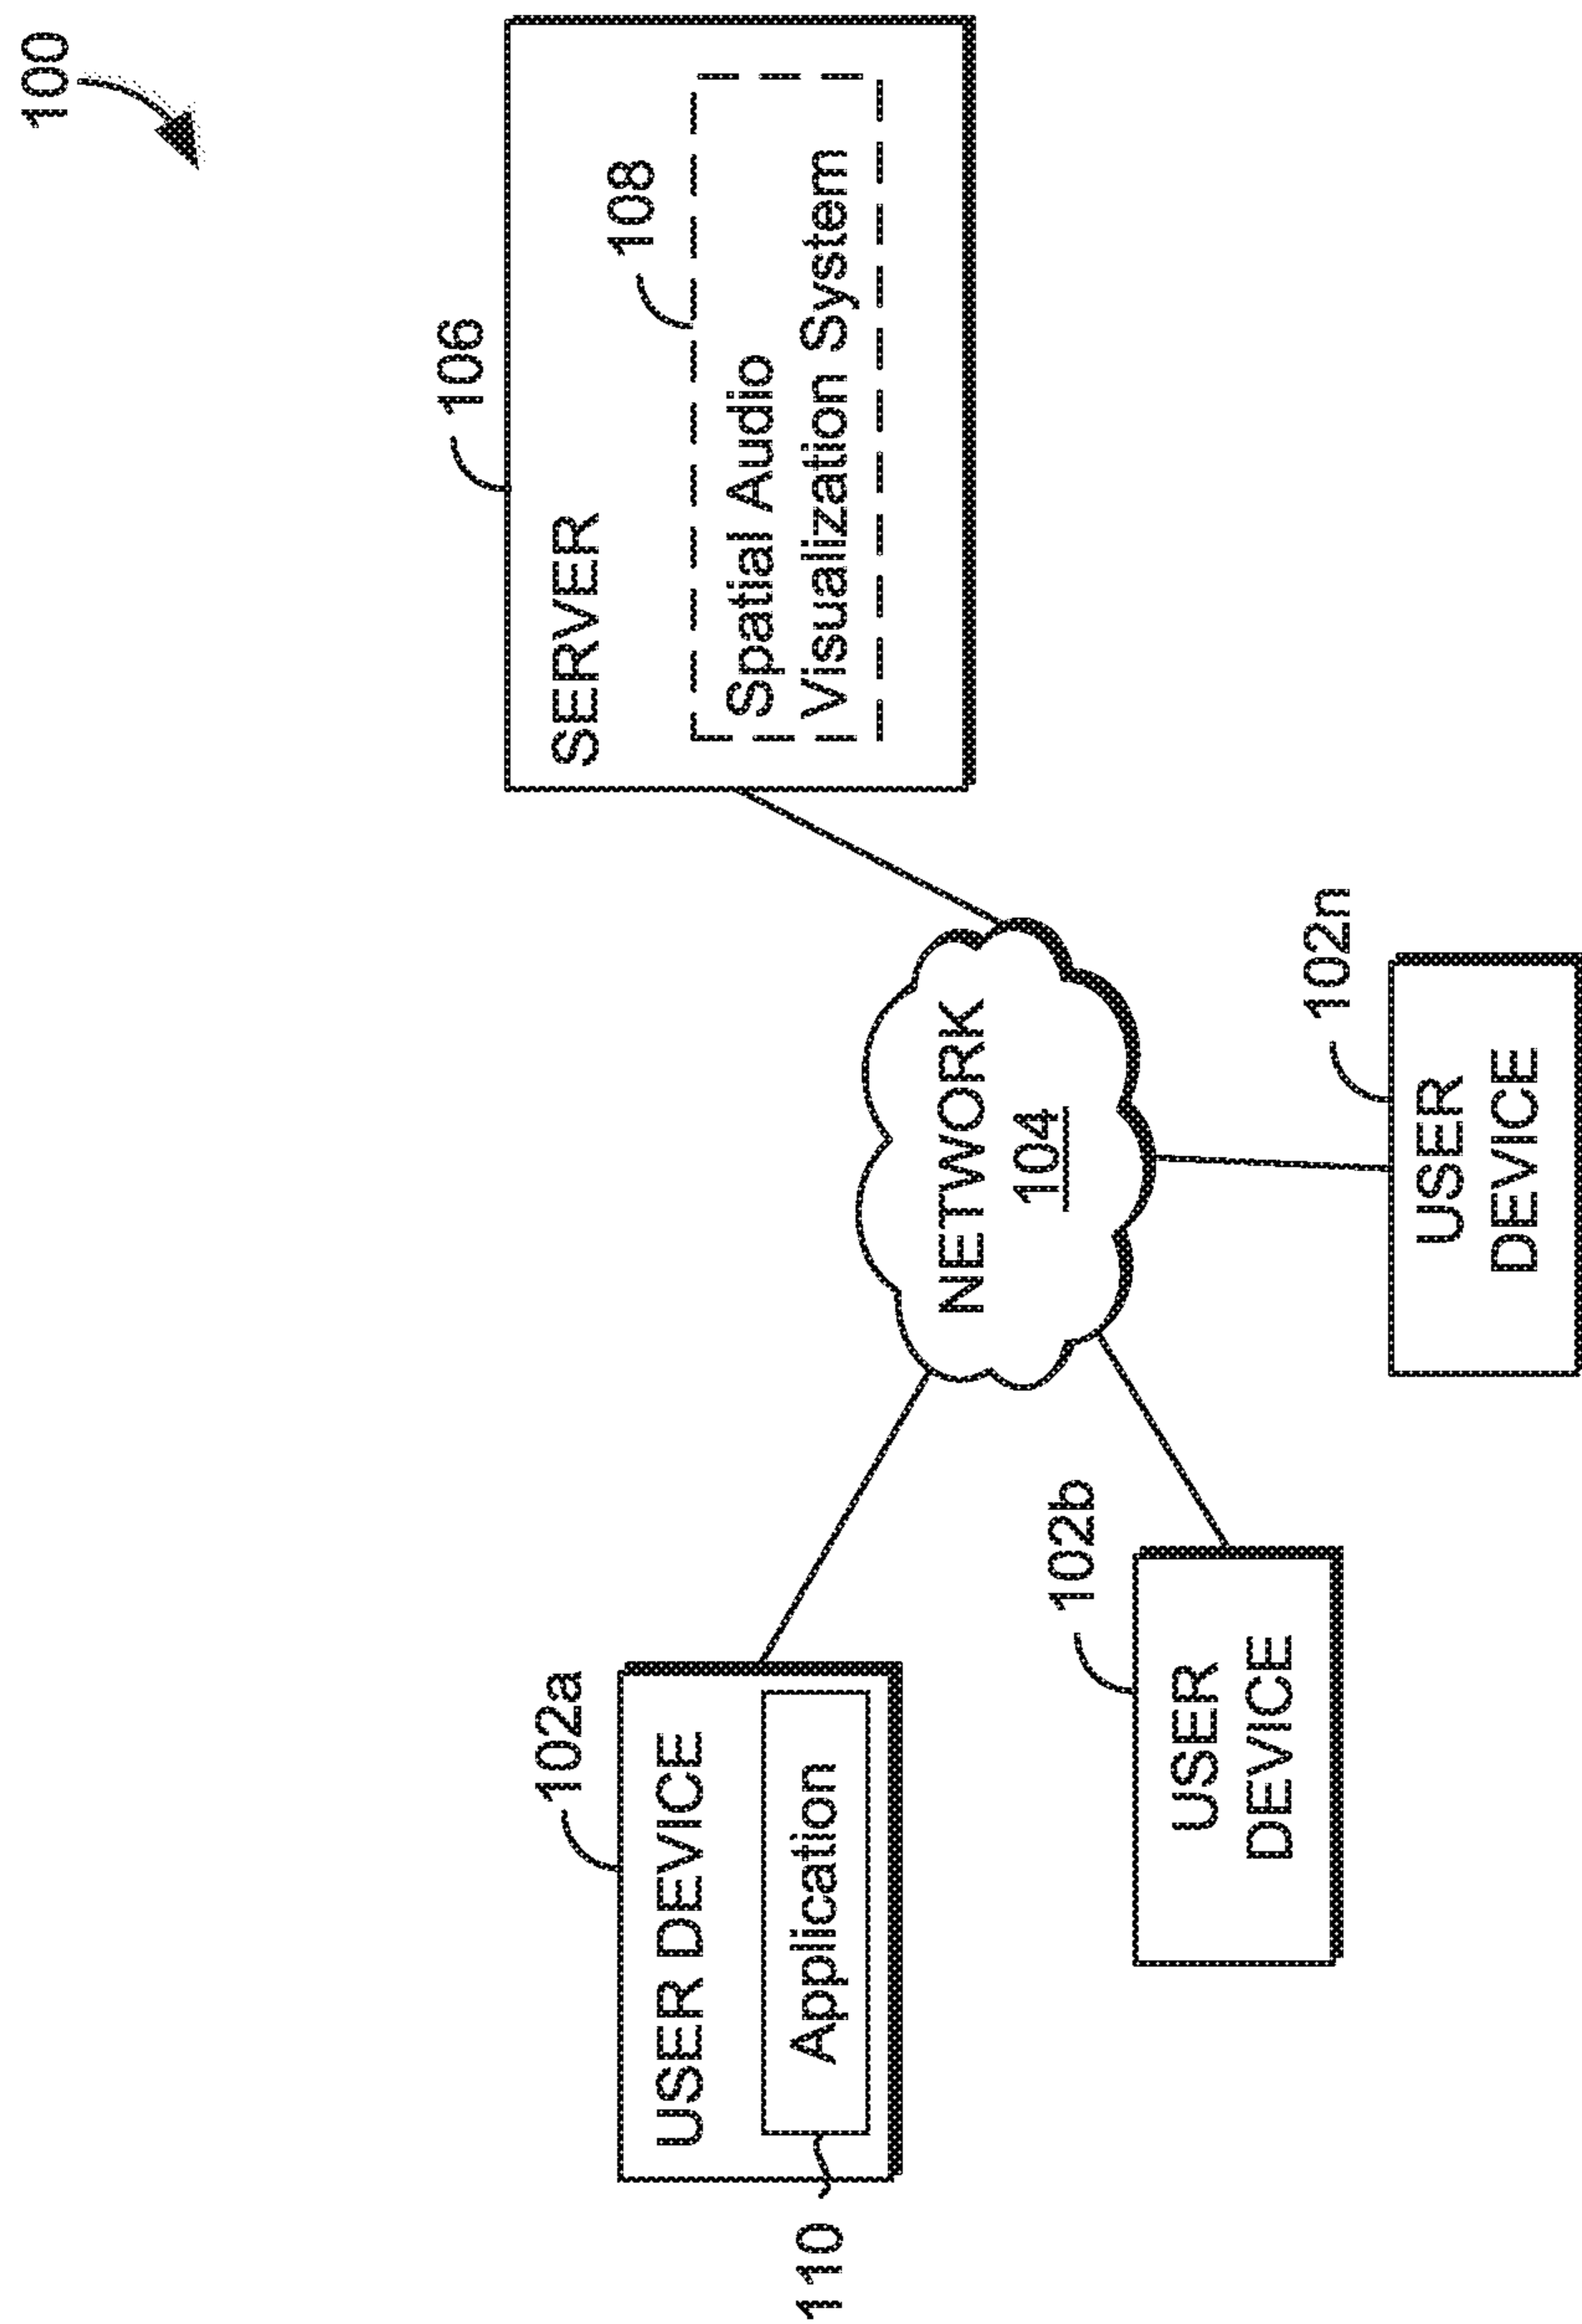 100
106
SERVER
108
Spatial Audio
Visualization System
102a
USER DEVICE
Application
110
NETWORK
104
102b
USER
DEVICE
102n
USER
DEVICE